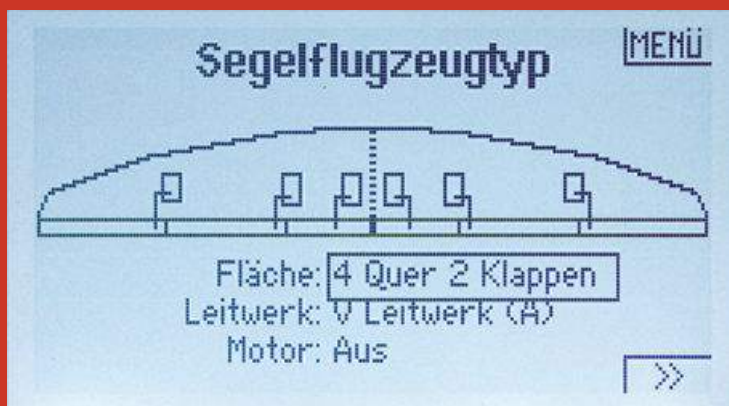 Segelflugzeugtyp
MENÜ
Fläche: 4 Quer 2 Klappen
Leitwerk: V Leitwerk (A)
Motor: Aus
>>